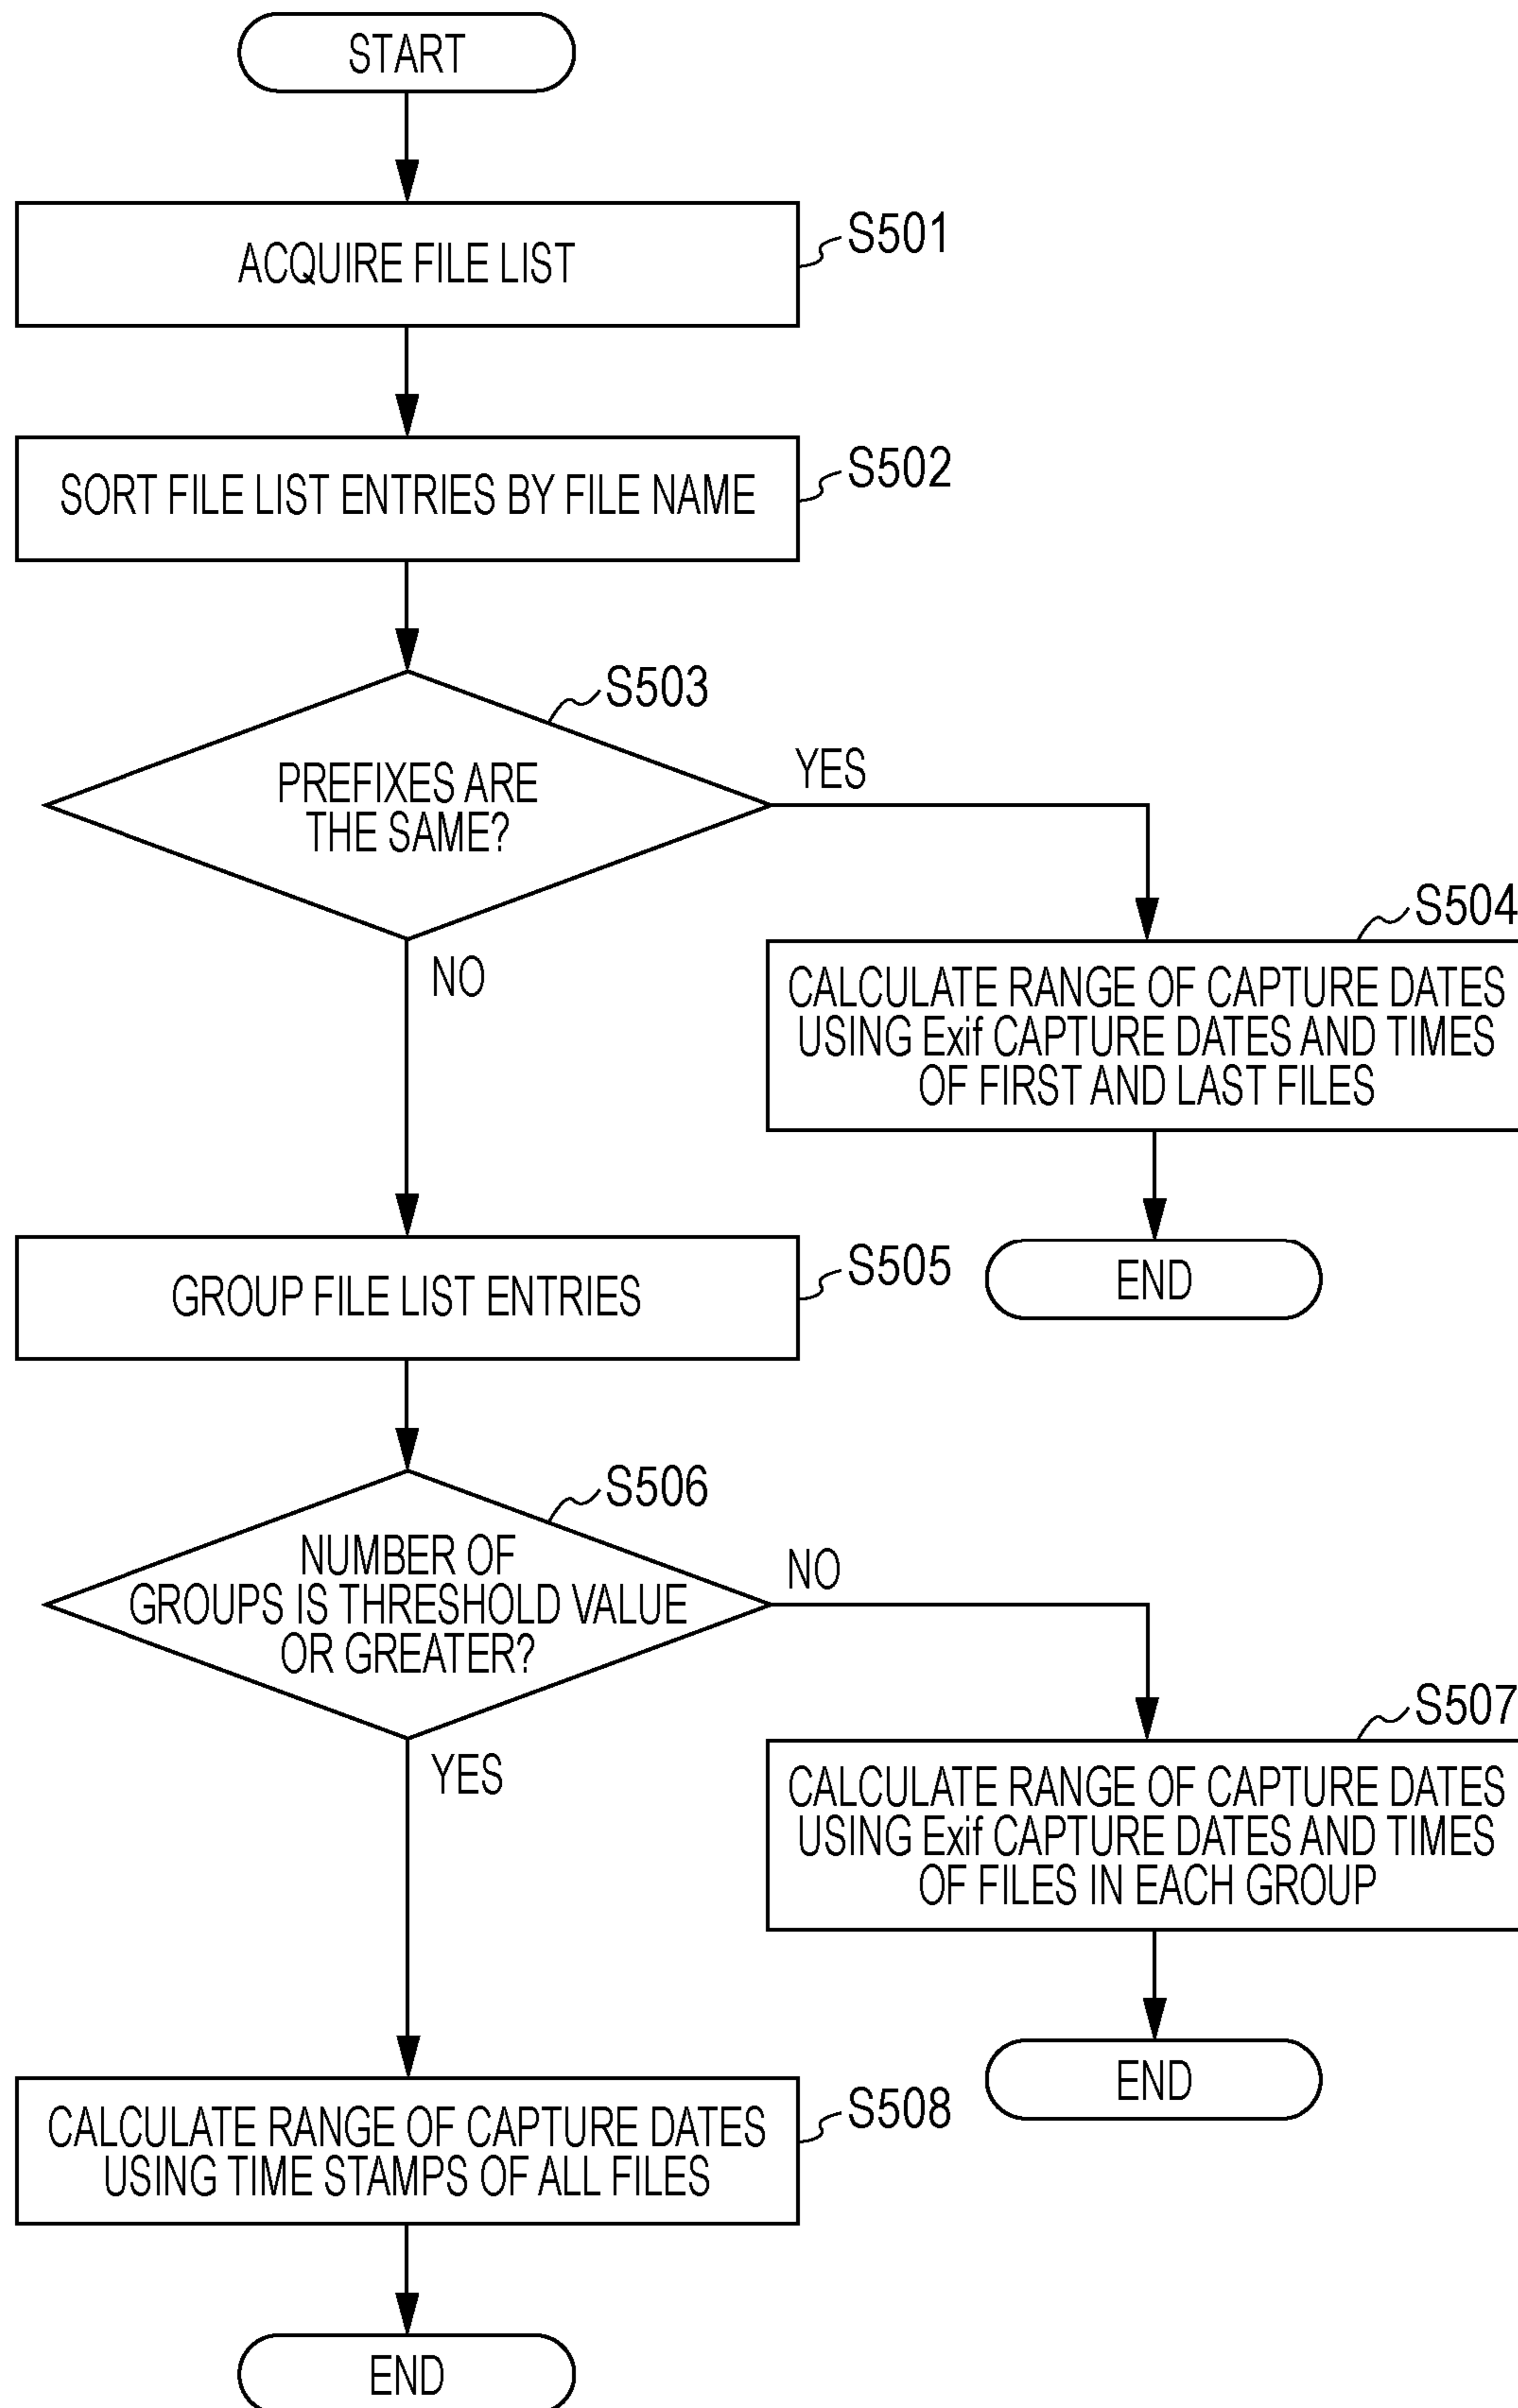 START
ACQUIRE FILE LIST
S501
SORT FILE LIST ENTRIES BY FILE NAME
S502
S503
PREFIXES ARE
THE SAME?
YES
NO
S504
CALCULATE RANGE OF CAPTURE DATES
USING Exif CAPTURE DATES AND TIMES
OF FIRST AND LAST FILES
END
GROUP FILE LIST ENTRIES
S505
S506
NUMBER OF
GROUPS IS THRESHOLD VALUE
OR GREATER?
NO
YES
S507
CALCULATE RANGE OF CAPTURE DATES
USING Exif CAPTURE DATES AND TIMES
OF FILES IN EACH GROUP
END
CALCULATE RANGE OF CAPTURE DATES
USING TIME STAMPS OF ALL FILES
S508
END